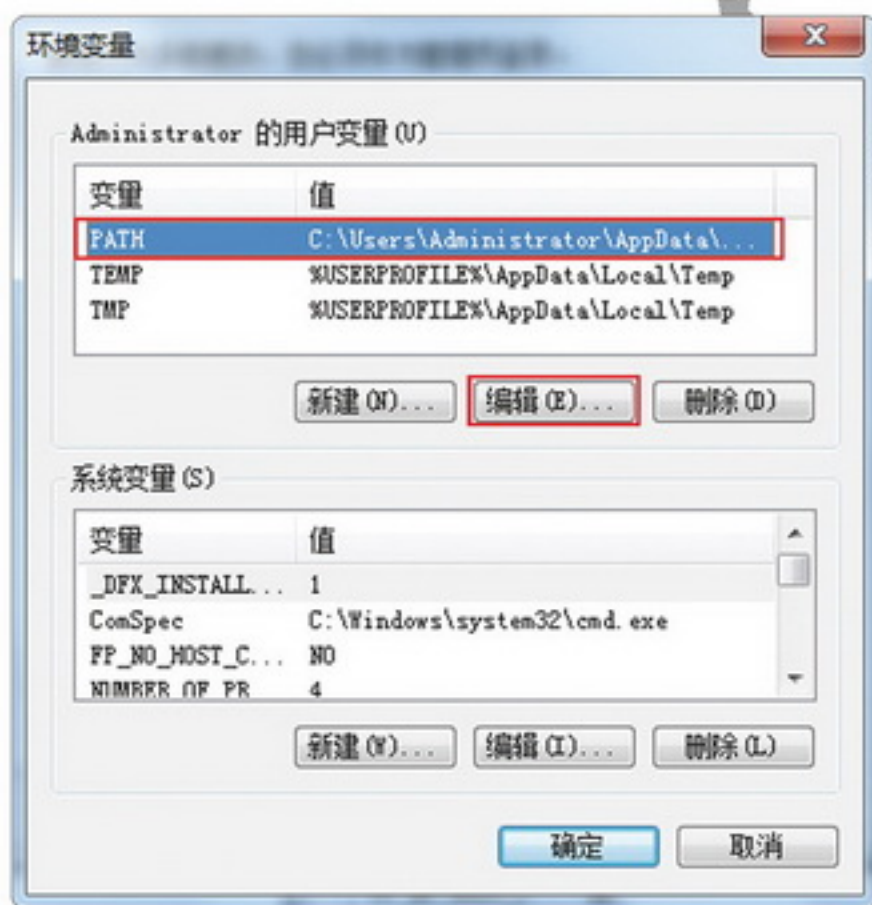 环境变量
Administrator 的用户变量(U)
变量 值
PATH C:\Users\Administrator\AppData\...
TEMP %USERPROFILE%\AppData\Local\Temp
TMP %USERPROFILE%\AppData\Local\Temp
新建(N)... 编辑(E)... 删除(D)
系统变量(S)
变量 值
_DFX_INSTALL... 1
ComSpec C:\Windows\system32\cmd.exe
FP_NO_HOST_C... NO
NUMBER_OF_PR 4
新建(W)... 编辑(I)... 删除(L)
确定 取消